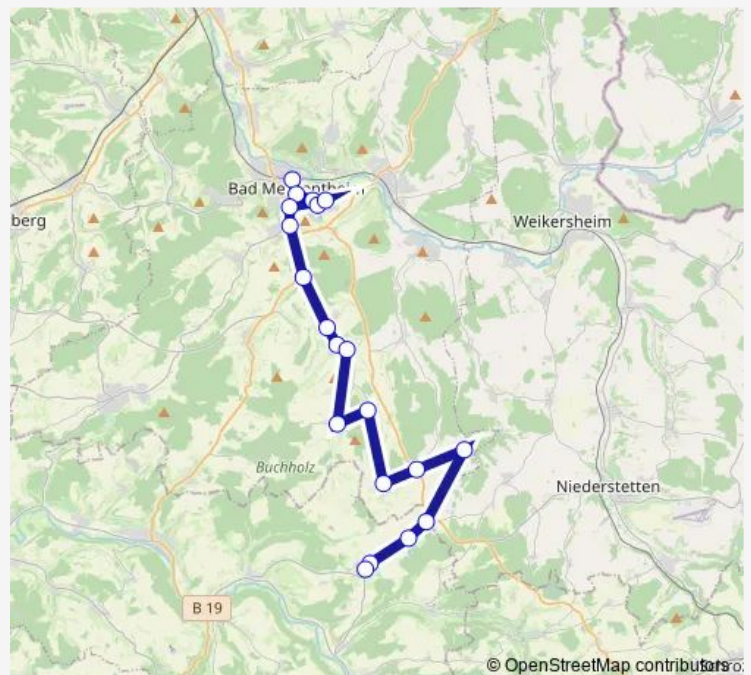 Bad Me
berg
Weikersheim
Buchholz
Niederstetten
B 19
© OpenStreetMap contributors